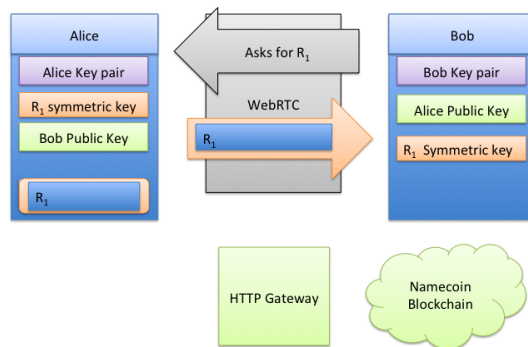 Alice
Alice Key pair
R₁ symmetric key
Bob Public Key
R₁
Asks for R₁
WebRTC
R₁
Bob
Bob Key pair
Alice Public Key
R₁ Symmetric key
HTTP Gateway
Namecoin
Blockchain